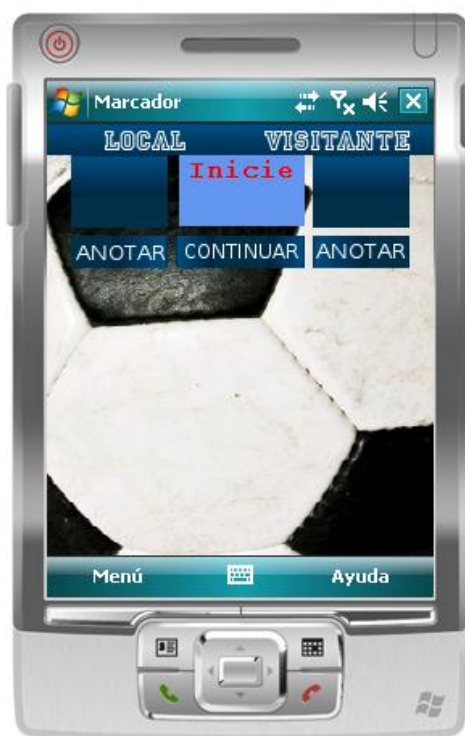 Marcador
LOCAL VISITANTE
Inicie
ANOTAR CONTINUAR ANOTAR
Menú Ayuda